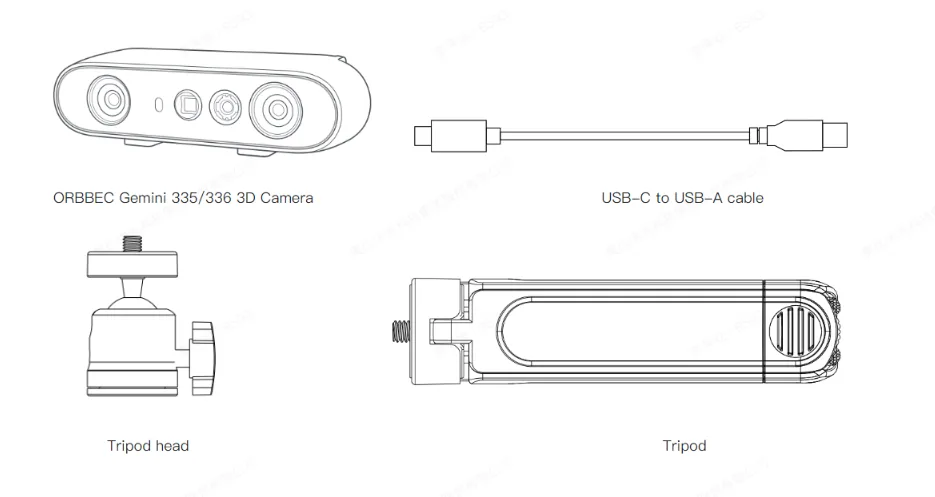 ORBBEC Gemini 335/336 3D Camera
USB-C to USB-A cable
Tripod head
Tripod